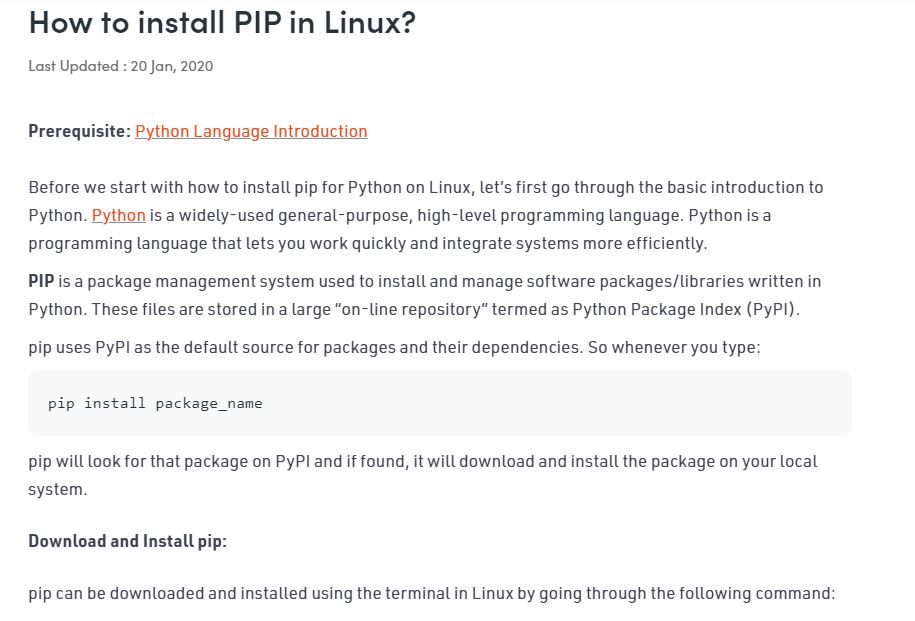 How to install PIP in Linux?
Last Updated : 20 Jan, 2020
Prerequisite: Python Language Introduction
Before we start with how to install pip for Python on Linux, let’s first go through the basic introduction to
Python. Python is a widely-used general-purpose, high-level programming language. Python is a
programming language that lets you work quickly and integrate systems more efficiently.
PIP is a package management system used to install and manage software packages/libraries written in
Python. These files are stored in a large “on-line repository” termed as Python Package Index (PyPI).
pip uses PyPI as the default source for packages and their dependencies. So whenever you type:
pip install package_name
pip will look for that package on PyPI and if found, it will download and install the package on your local
system.
Download and Install pip:
pip can be downloaded and installed using the terminal in Linux by going through the following command: